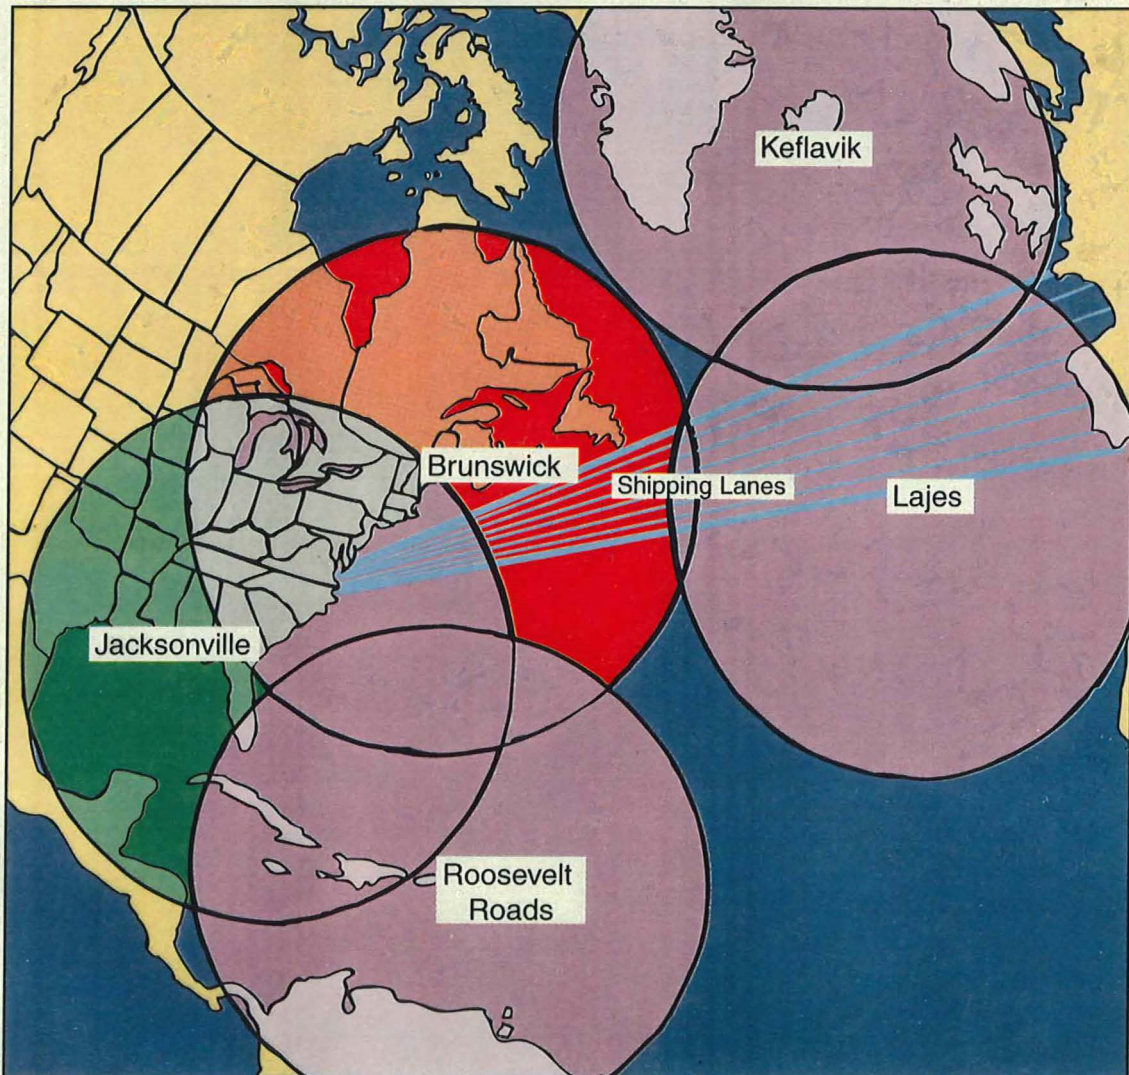 Keflavik
Brunswick
Shipping Lanes
Lajes
Jacksonville
Roosevelt
Roads